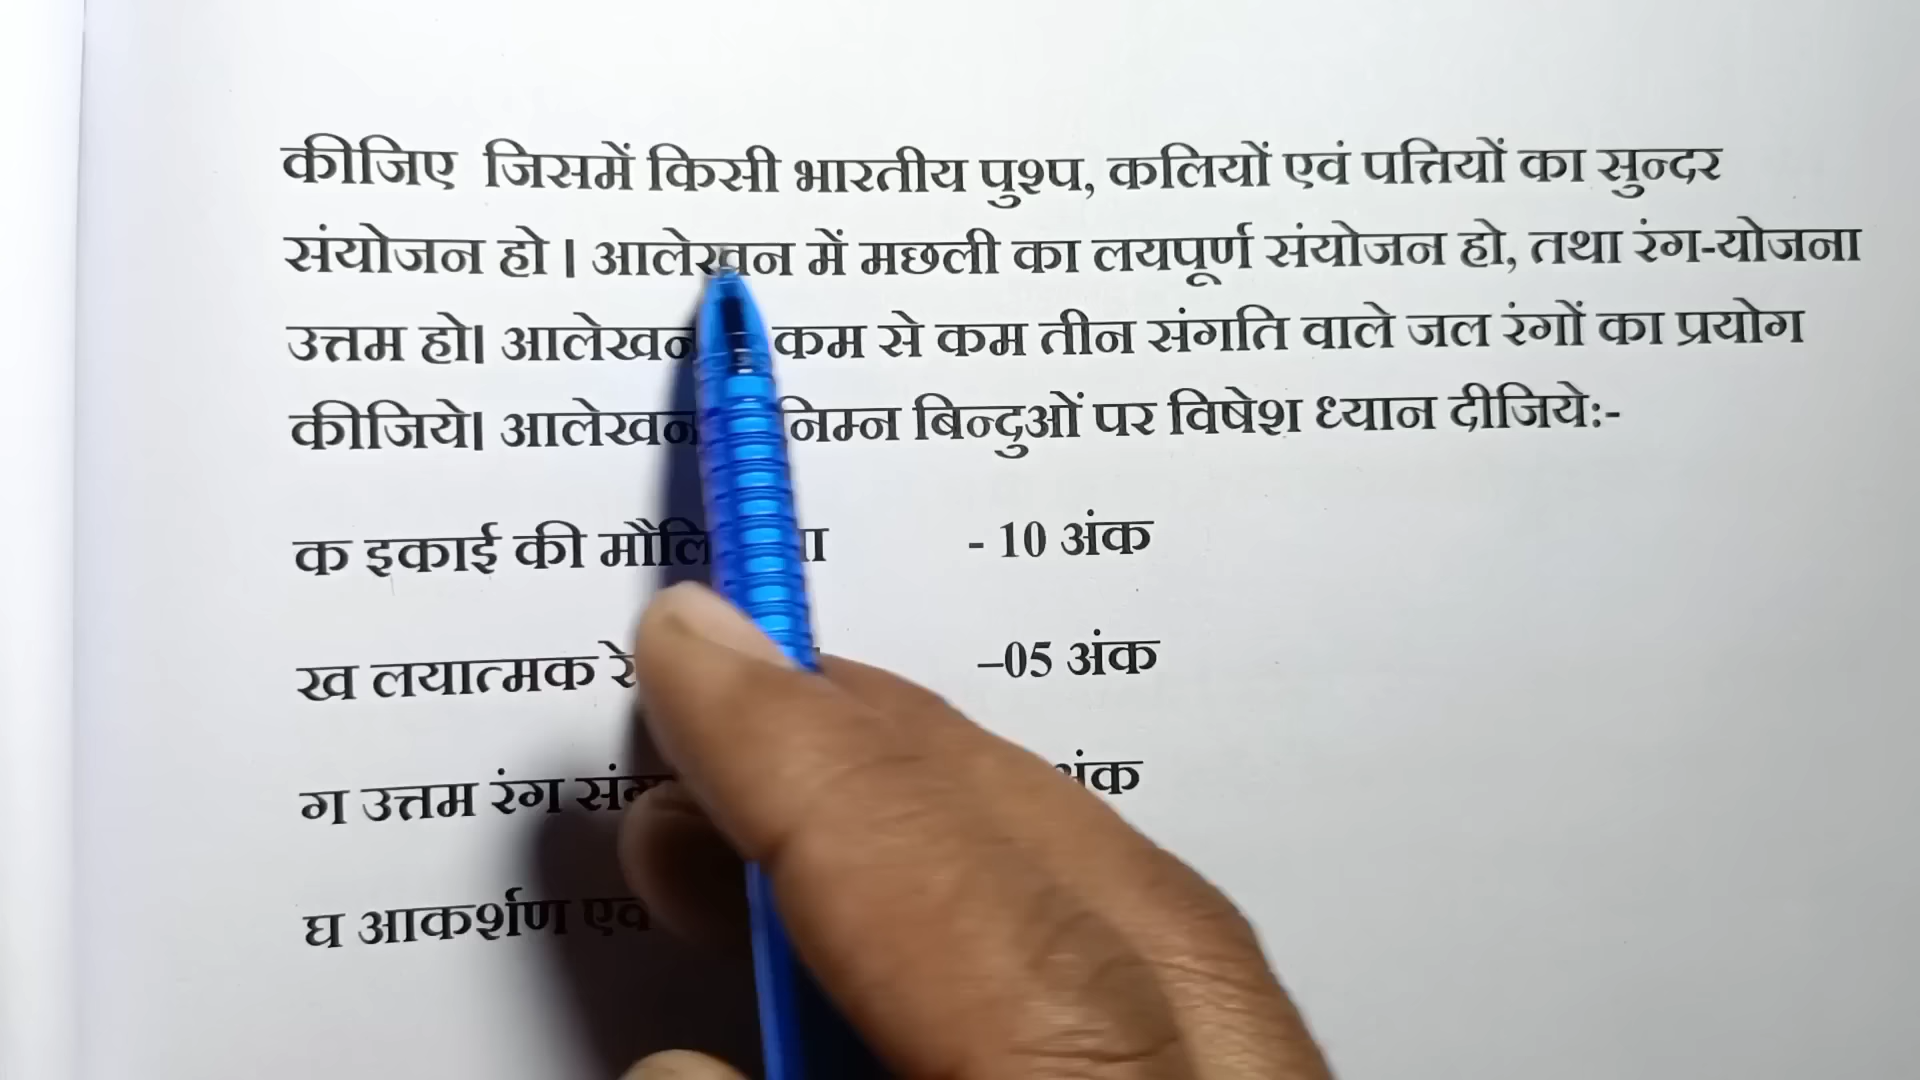 कीजिए जिसमें किसी भारतीय पुश्प, कलियों एवं पत्तियों का सुन्दर
संयोजन हो । आलेखन में मछली का लयपूर्ण संयोजन हो, तथा रंग-योजना
उत्तम हो। आलेखन कम से कम तीन संगति वाले जल रंगों का प्रयोग
कीजिये। आलेखन निम्न बिन्दुओं पर विषेश ध्यान दीजिये:-
क इकाई की - 10 अंक
ख लयात्मक –05 अंक
ग उत्तम रंग अंक
घ आकर्शण एवं